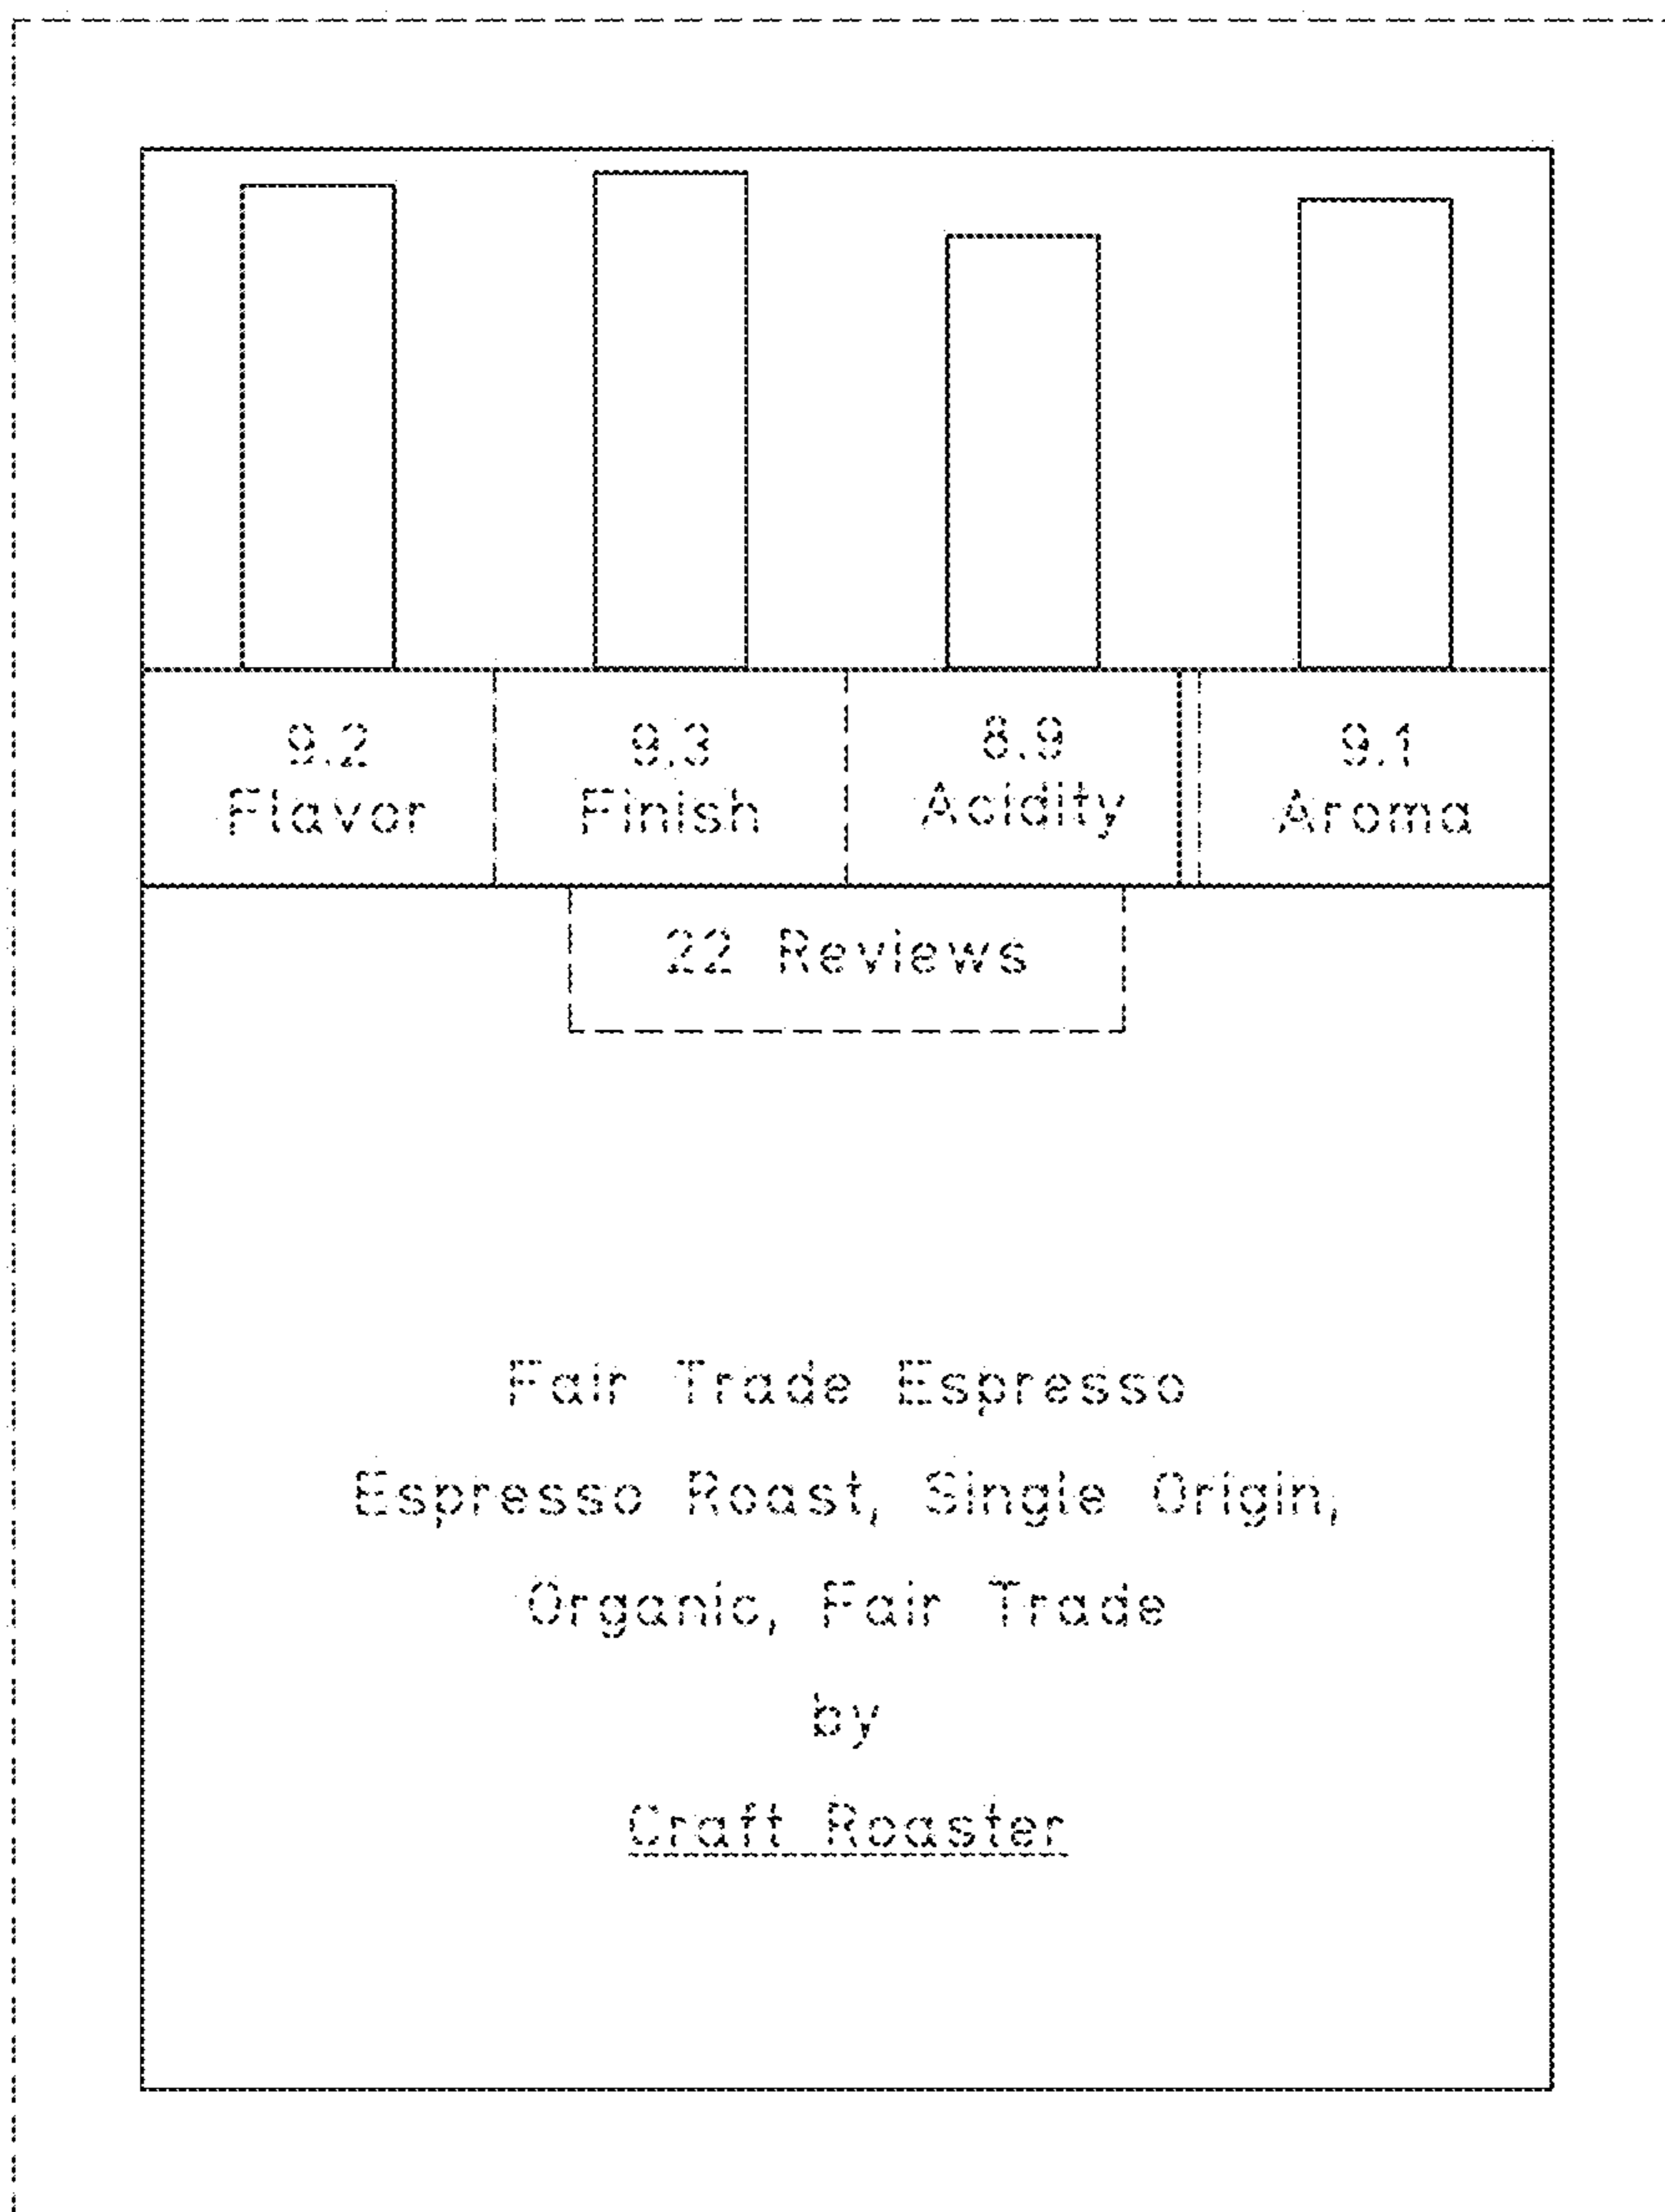 9.2
Flavor
9.3
Finish
8.9
Acidity
9.1
Aroma
22 Reviews
Fair Trade Espresso
Espresso Roast, Single Origin,
Organic, Fair Trade
by
Craft Roaster